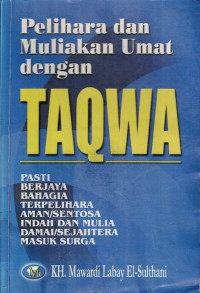 Pelihara dan
Muliakan Umat
dengan
TAQWA
PASTI
BERJAYA
BAHAGIA
TERPELIHARA
AMAN/SENTOSA
INDAH DAN MULIA
DAMAI/SEJAHTERA
MASUK SURGA
KH. Mawardi Labay El-Sulthani